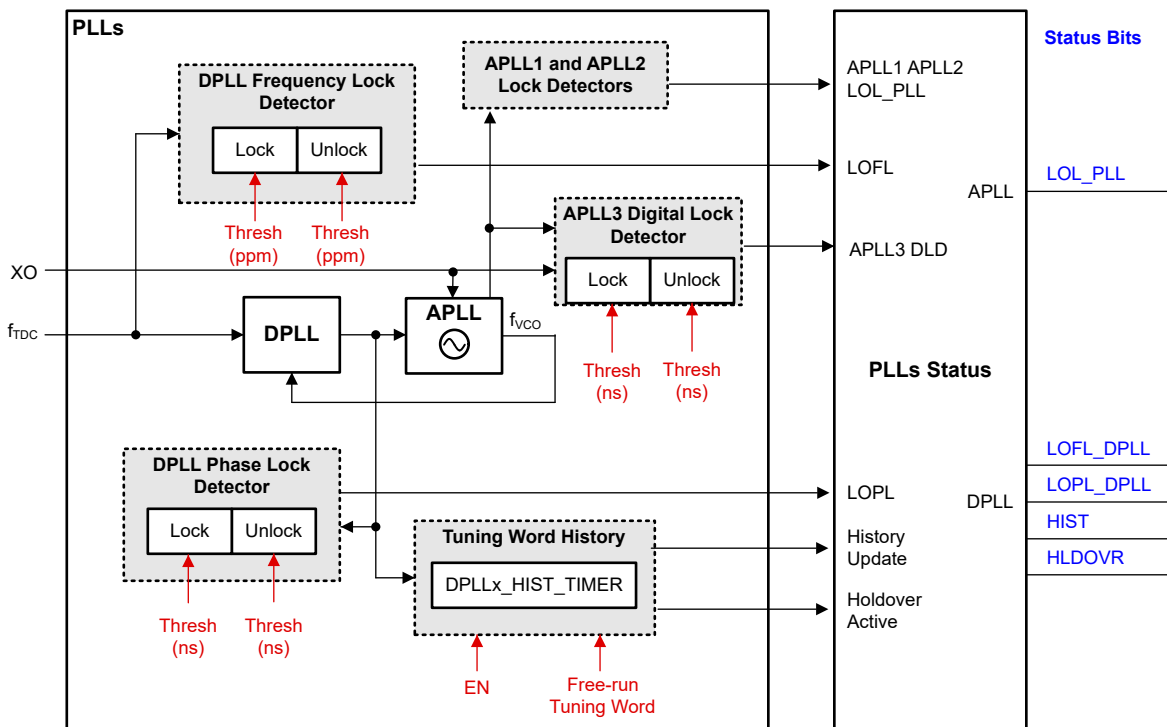 PLLs
Status Bits
DPLL Frequency Lock
Detector
Lock
Unlock
Thresh
(ppm)
Thresh
(ppm)
APLL1 and APLL2
Lock Detectors
APLL1 APLL2
LOL_PLL
LOFL
APLL
LOL_PLL
APLL3 Digital Lock
Detector
Lock
Unlock
APLL3 DLD
Thresh
(ns)
Thresh
(ns)
XO
fTDC
DPLL
APLL
fVCO
PLLs Status
DPLL Phase Lock
Detector
Lock
Unlock
Thresh
(ns)
Thresh
(ns)
LOPL
DPLL
LOFL_DPLL
LOPL_DPLL
HIST
HLDOVR
Tuning Word History
DPLLx_HIST_TIMER
History
Update
Holdover
Active
EN
Free-run
Tuning Word